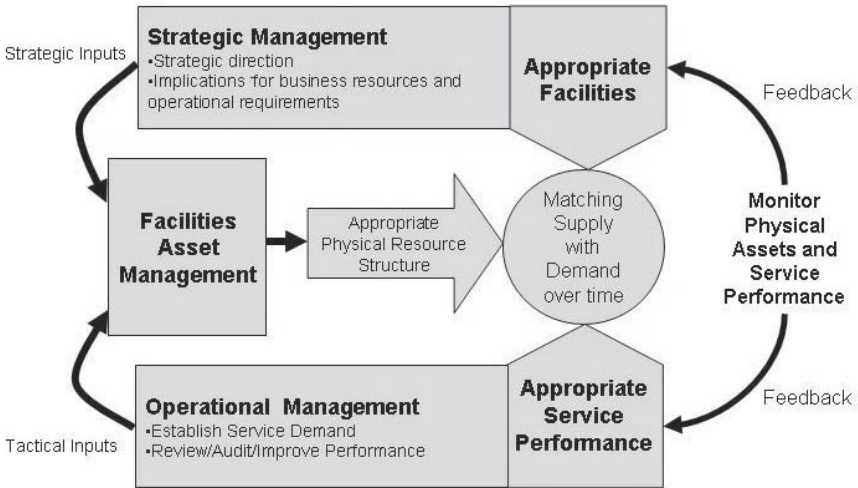 Strategic Inputs
Strategic Management
•Strategic direction
•Implications for business resources and
operational requirements
Appropriate
Facilities
Feedback
Facilities
Asset
Management
Appropriate
Physical Resource
Structure
Matching
Supply
with
Demand
over time
Monitor
Physical
Assets and
Service
Performance
Tactical Inputs
Operational Management
•Establish Service Demand
•Review/Audit/Improve Performance
Appropriate
Service
Performance
Feedback